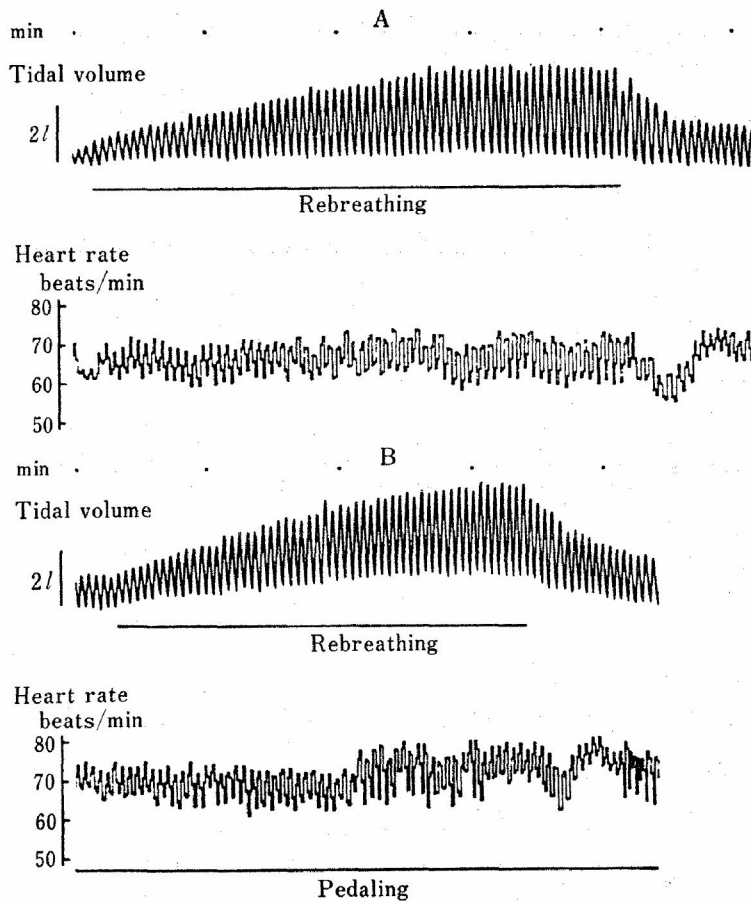 A
min
Tidal volume
2l
Rebreathing
Heart rate
beats/min
80
70
60
50
B
min
Tidal volume
2l
Rebreathing
Heart rate
beats/min
80
70
60
50
Pedaling